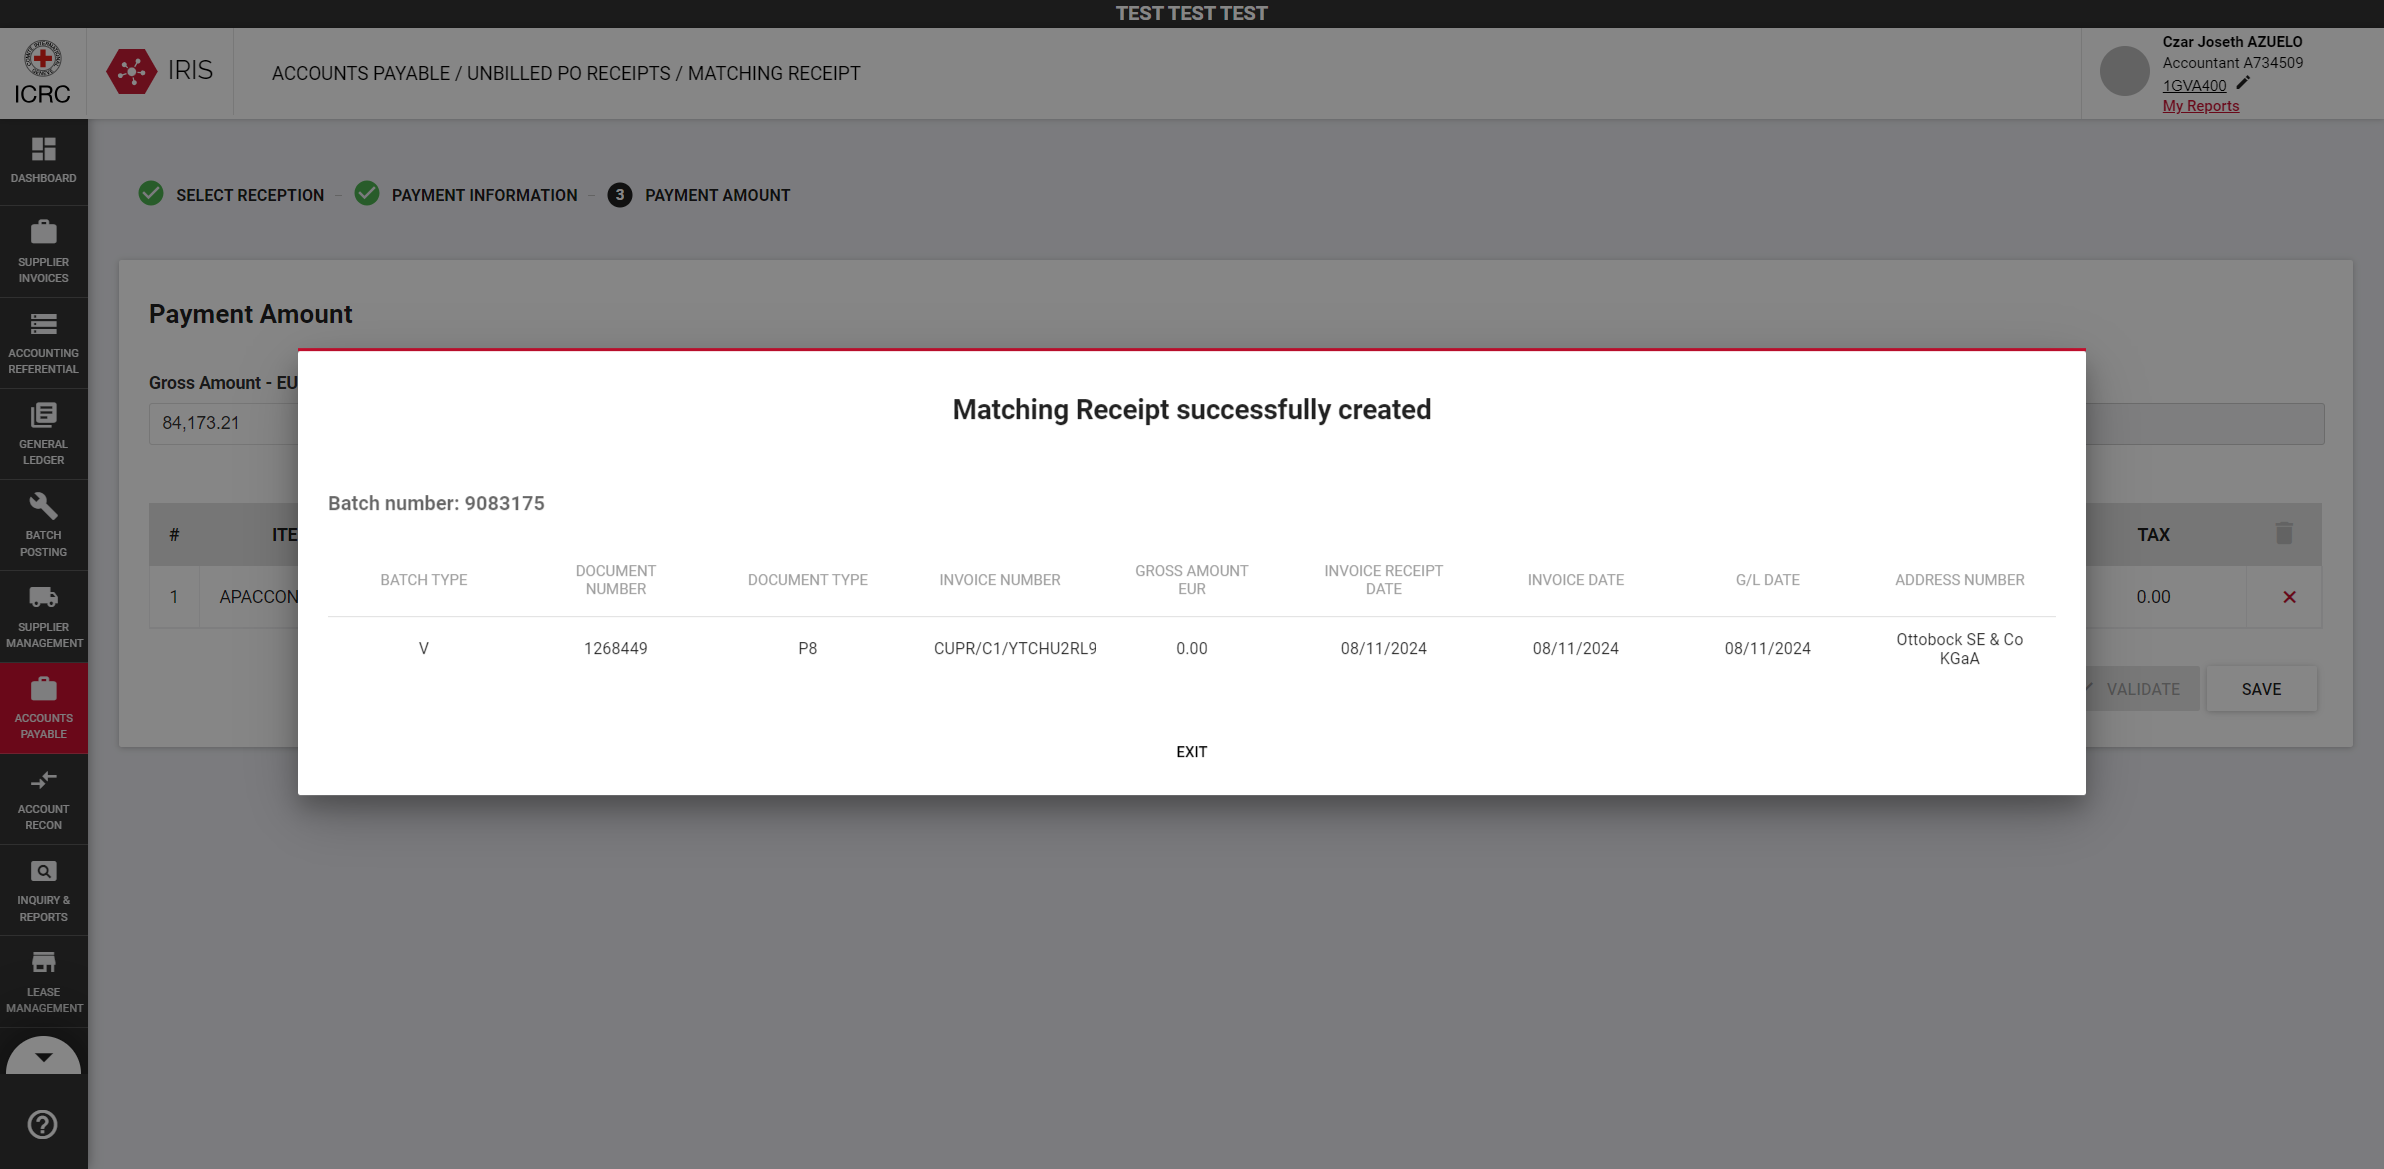 TEST TEST TEST
ICRC
IRIS
ACCOUNTS PAYABLE / UNBILLED PO RECEIPTS / MATCHING RECEIPT
Czar Joseth AZUELO
Accountant A734509
1GVA400
My Reports
DASHBOARD
SUPPLIER
INVOICES
ACCOUNTING
REFERENTIAL
GENERAL
LEDGER
BATCH
POSTING
SUPPLIER
MANAGEMENT
ACCOUNTS
PAYABLE
ACCOUNT
RECON
INQUIRY &
REPORTS
LEASE
MANAGEMENT
SELECT RECEPTION
PAYMENT INFORMATION
3 PAYMENT AMOUNT
Payment Amount
Gross Amount - EU
84,173.21
# ITE TAX
1 APACCON 0.00
VALIDATE SAVE
Matching Receipt successfully created
Batch number: 9083175
BATCH TYPE DOCUMENT NUMBER DOCUMENT TYPE INVOICE NUMBER GROSS AMOUNT EUR INVOICE RECEIPT DATE INVOICE DATE G/L DATE ADDRESS NUMBER
V 1268449 P8 CUPR/C1/YTCHU2RL9 0.00 08/11/2024 08/11/2024 08/11/2024 Ottobock SE & Co KGaA
EXIT